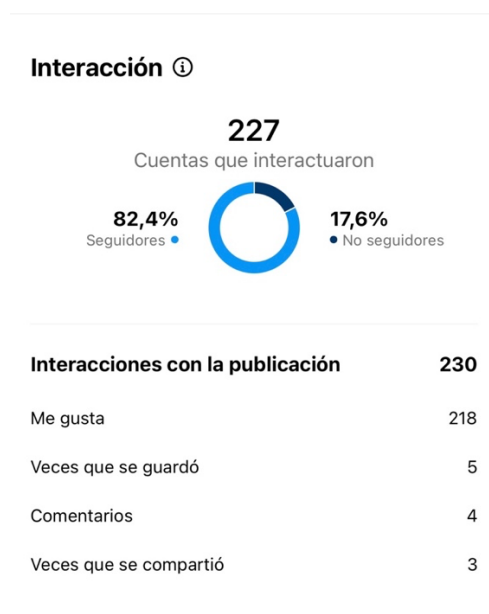 Interacción
227
Cuentas que interactuaron
82,4%
Seguidores
17,6%
No seguidores
Interacciones con la publicación 230
Me gusta 218
Veces que se guardó 5
Comentarios 4
Veces que se compartió 3